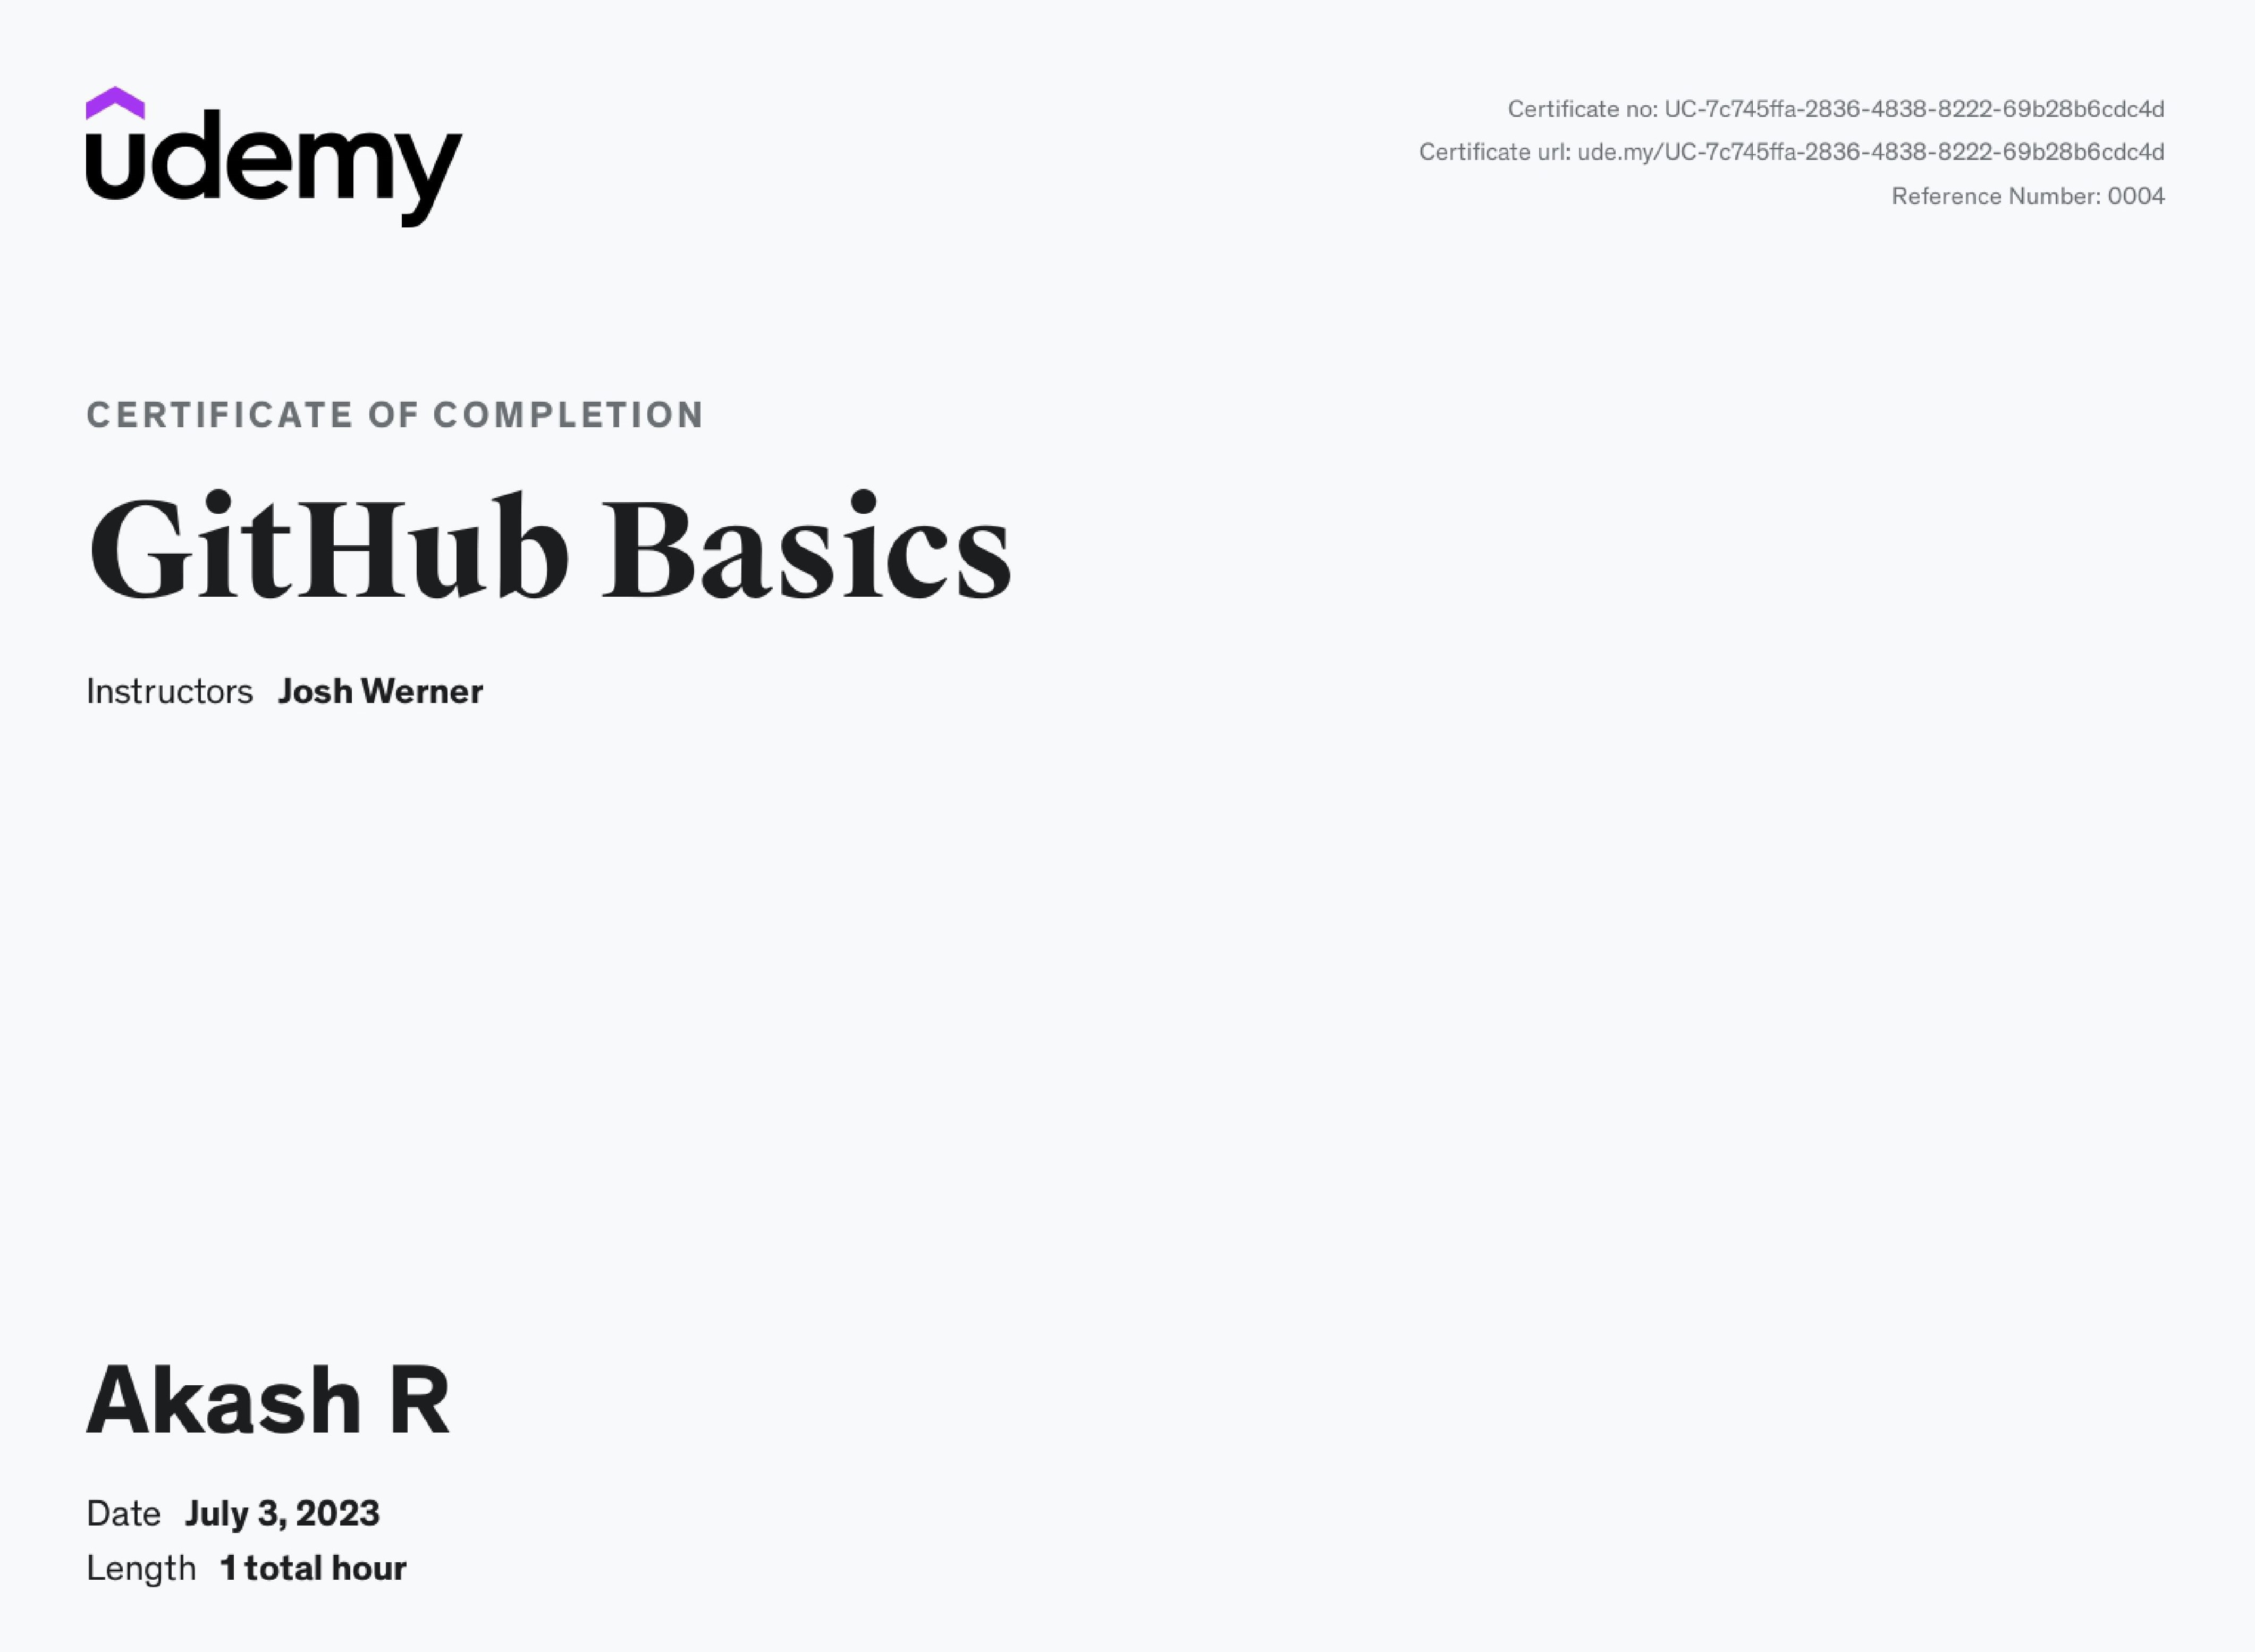 udemy
Certificate no: UC-7c745ffa-2836-4838-8222-69b28b6cdc4d
Certificate url: ude.my/UC-7c745ffa-2836-4838-8222-69b28b6cdc4d
Reference Number: 0004
CERTIFICATE OF COMPLETION
GitHub Basics
Instructors Josh Werner
Akash R
Date July 3, 2023
Length 1 total hour